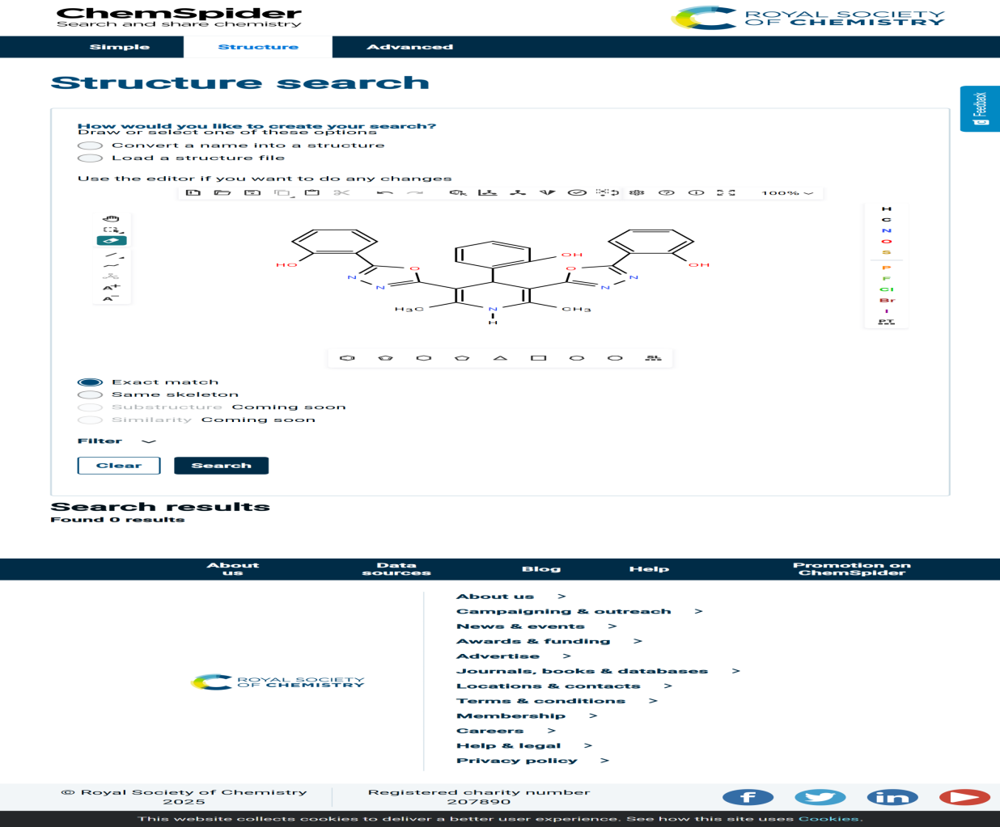 ChemSpider
Search and share chemistry
ROYAL SOCIETY
OF CHEMISTRY
Simple
Structure
Advanced
Structure search
Feedback
How would you like to create your search?
Draw or select one of these options
Convert a name into a structure
Load a structure file
Use the editor if you want to do any changes
100%
H
C
N
O
S
P
F
Cl
Br
I
PT
A+
A-
HO
N
N
O
OH
O
N
N
OH
H3C
N
H
CH3
SL
Exact match
Same skeleton
Substructure Coming soon
Similarity Coming soon
Filter
Clear
Search
Search results
Found 0 results
About us
Data sources
Blog
Help
Promotion on ChemSpider
About us >
Campaigning & outreach >
News & events >
Awards & funding >
Advertise >
Journals, books & databases >
Locations & contacts >
Terms & conditions >
Membership >
Careers >
Help & legal >
Privacy policy >
ROYAL SOCIETY
OF CHEMISTRY
© Royal Society of Chemistry
2025
Registered charity number
207890
f
in
This website collects cookies to deliver a better user experience. See how this site uses Cookies.